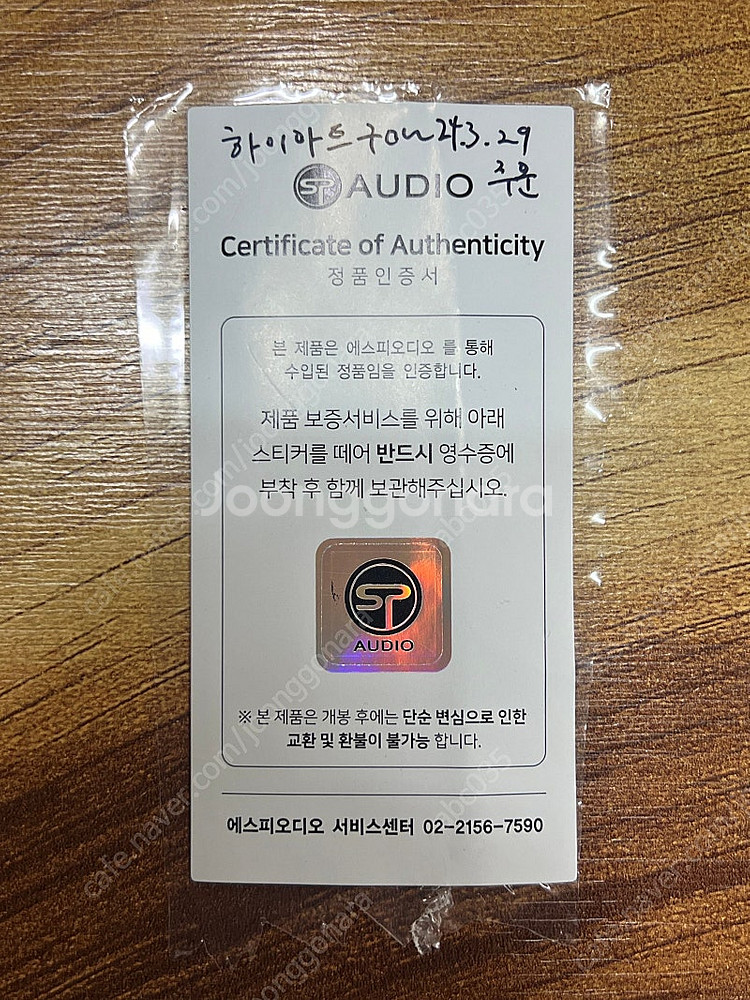 하이아드 구매 24.3.29
주문
SP AUDIO
Certificate of Authenticity
정품인증서
본 제품은 에스피오디오 를 통해
수입된 정품임을 인증합니다.
제품 보증서비스를 위해 아래
스티커를 떼어 반드시 영수증에
부착 후 함께 보관해주십시오.
Joonggonara
SP
AUDIO
※ 본 제품은 개봉 후에는 단순 변심으로 인한
교환 및 환불이 불가능 합니다.
에스피오디오 서비스센터 02-2156-7590